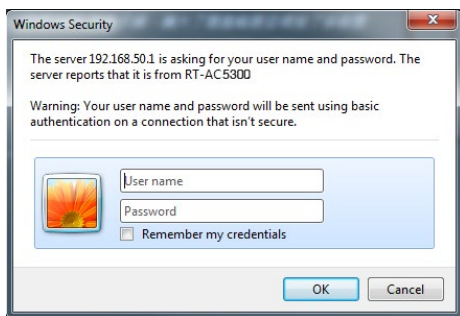 Windows Security
The server 192.168.50.1 is asking for your user name and password. The
server reports that it is from RT-AC5300
Warning: Your user name and password will be sent using basic
authentication on a connection that isn't secure.
User name
Password
Remember my credentials
OK
Cancel